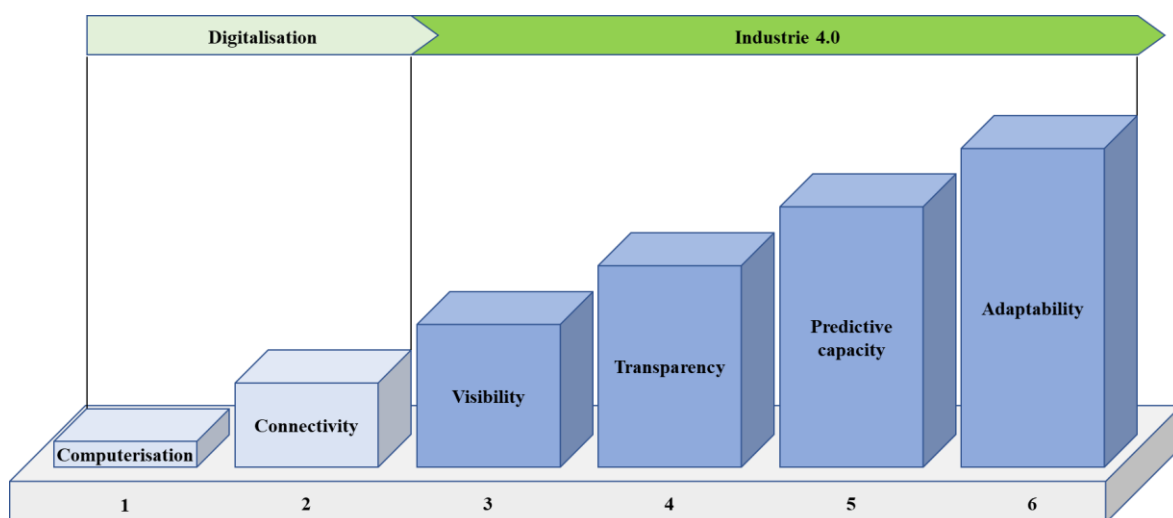 Digitalisation
Industrie 4.0
Computerisation
Connectivity
Visibility
Transparency
Predictive
capacity
Adaptability
1
2
3
4
5
6